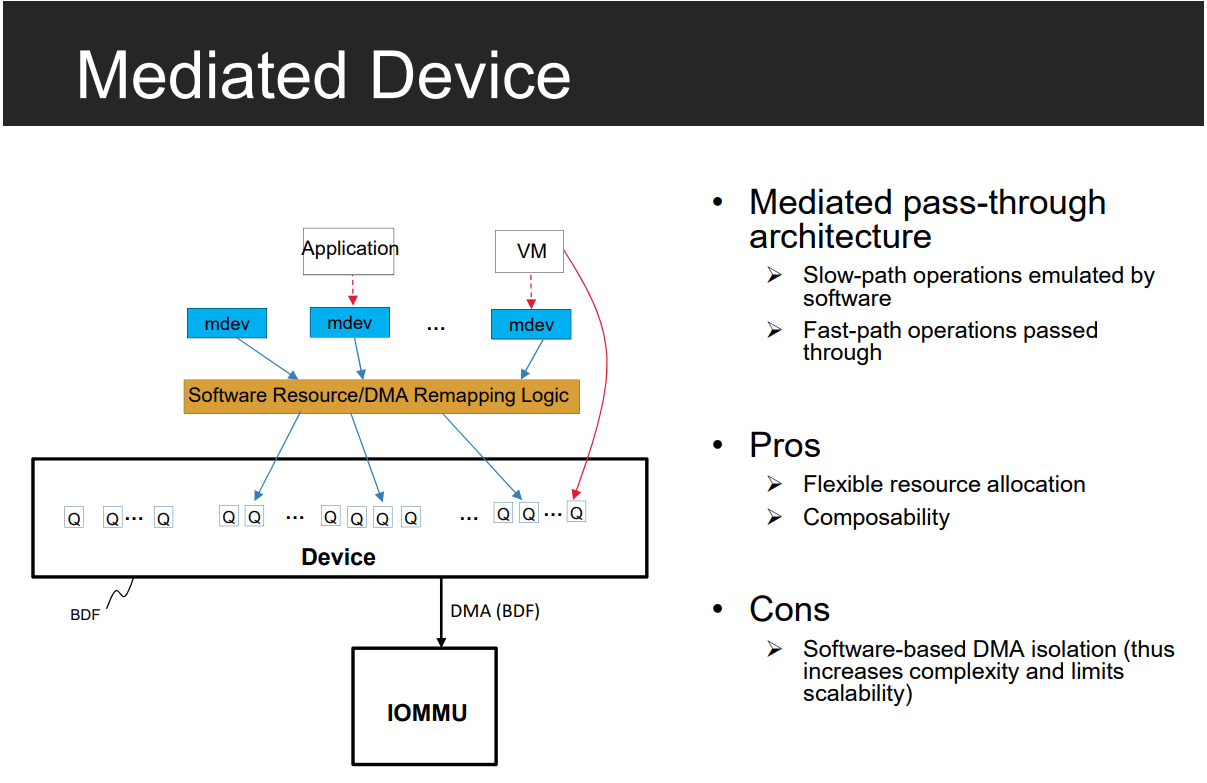 Mediated Device
Application
VM
mdev
mdev
...
mdev
Software Resource/DMA Remapping Logic
Q Q ... Q Q Q ... Q Q Q Q ... Q Q ... Q
Device
BDF
DMA (BDF)
IOMMU
• Mediated pass-through
architecture
➢ Slow-path operations emulated by
software
➢ Fast-path operations passed
through
• Pros
➢ Flexible resource allocation
➢ Composability
• Cons
➢ Software-based DMA isolation (thus
increases complexity and limits
scalability)